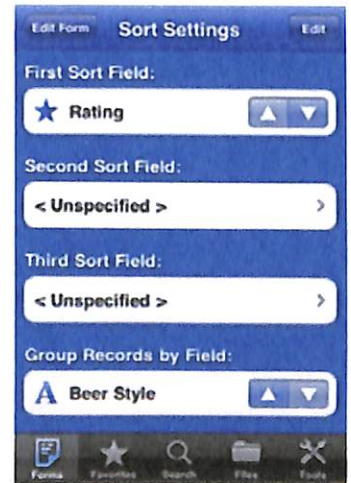 Edit Form Sort Settings Edit
First Sort Field:
Rating
Second Sort Field:
< Unspecified >
Third Sort Field:
< Unspecified >
Group Records by Field:
A Beer Style
Forms Favorites Search Files Tools